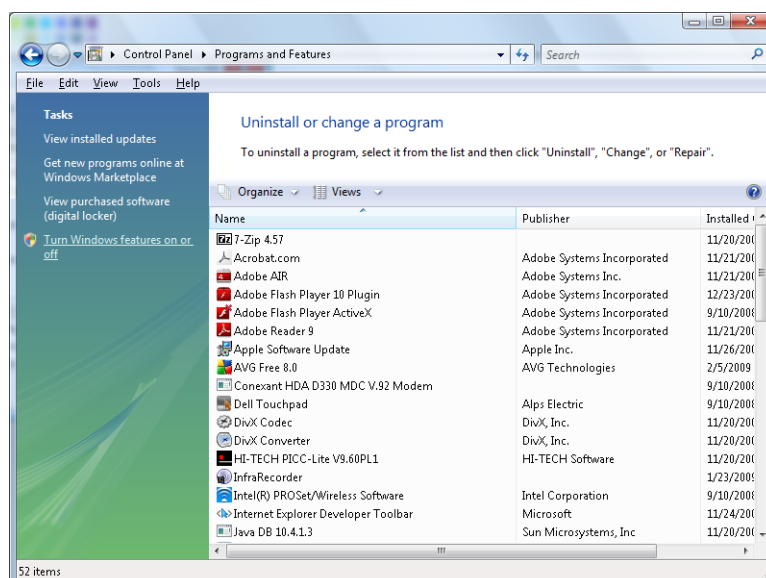 Control Panel Programs and Features Search
File Edit View Tools Help
Tasks
View installed updates
Get new programs online at
Windows Marketplace
View purchased software
(digital locker)
Turn Windows features on or
off
Uninstall or change a program
To uninstall a program, select it from the list and then click "Uninstall", "Change", or "Repair".
Organize Views
Name Publisher Installed
7-Zip 4.57 11/20/200
Acrobat.com Adobe Systems Incorporated 11/21/200
Adobe AIR Adobe Systems Inc. 11/21/200
Adobe Flash Player 10 Plugin Adobe Systems Incorporated 12/23/200
Adobe Flash Player ActiveX Adobe Systems Incorporated 9/10/2008
Adobe Reader 9 Adobe Systems Incorporated 11/21/200
Apple Software Update Apple Inc. 11/26/200
AVG Free 8.0 AVG Technologies 2/5/2009
Conexant HDA D330 MDC V.92 Modem 9/10/2008
Dell Touchpad Alps Electric 9/10/2008
DivX Codec DivX, Inc. 11/20/200
DivX Converter DivX, Inc. 11/20/200
HI-TECH PICC-Lite V9.60PL1 HI-TECH Software 11/20/200
InfraRecorder 1/23/2009
Intel(R) PROSet/Wireless Software Intel Corporation 9/10/2008
Internet Explorer Developer Toolbar Microsoft 11/24/200
Java DB 10.4.1.3 Sun Microsystems, Inc 11/20/200
52 items